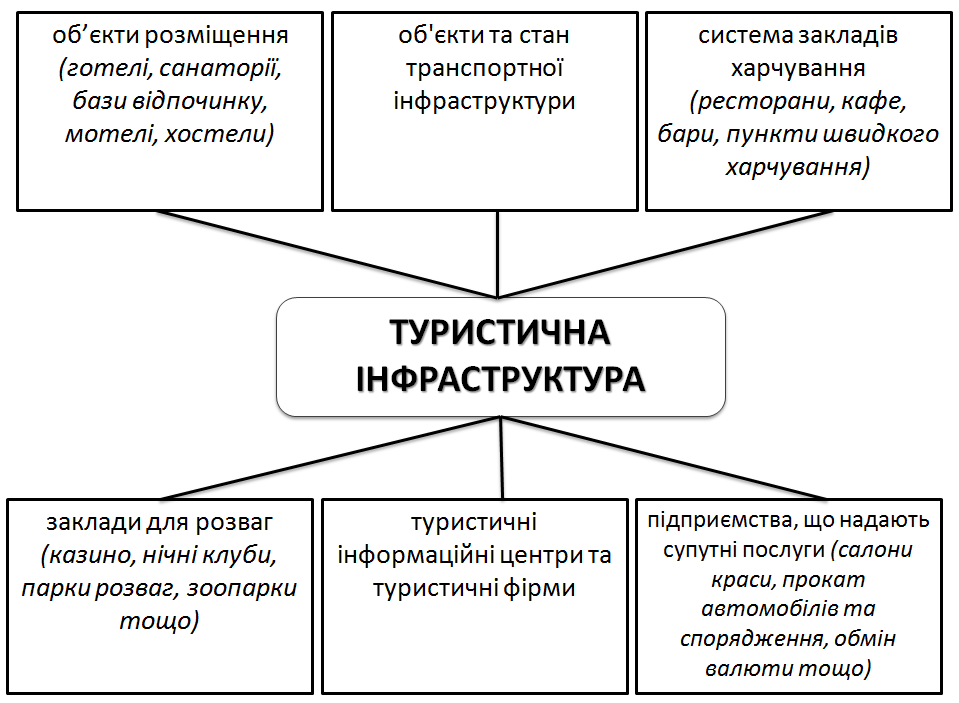 об’єкти розміщення
(готелі, санаторії,
бази відпочинку,
мотелі, хостели)
об'єкти та стан
транспортної
інфраструктури
система закладів
харчування
(ресторани, кафе,
бари, пункти швидкого
харчування)
ТУРИСТИЧНА
ІНФРАСТРУКТУРА
заклади для розваг
(казино, нічні клуби,
парки розваг, зоопарки
тощо)
туристичні
інформаційні центри та
туристичні фірми
підприємства, що надають
супутні послуги (салони
краси, прокат
автомобілів та
спорядження, обмін
валюти тощо)